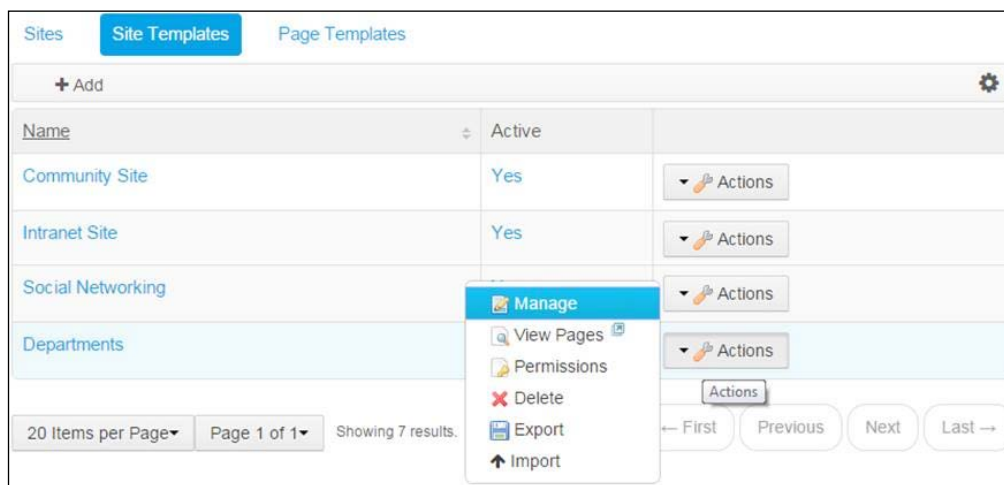 Sites Site Templates Page Templates
Add
Name Active
Community Site Yes Actions
Intranet Site Yes Actions
Social Networking Actions
Manage
Departments Actions
View Pages
Permissions
Actions
Delete
Export
Import
20 Items per Page Page 1 of 1 Showing 7 results. ← First Previous Next Last →